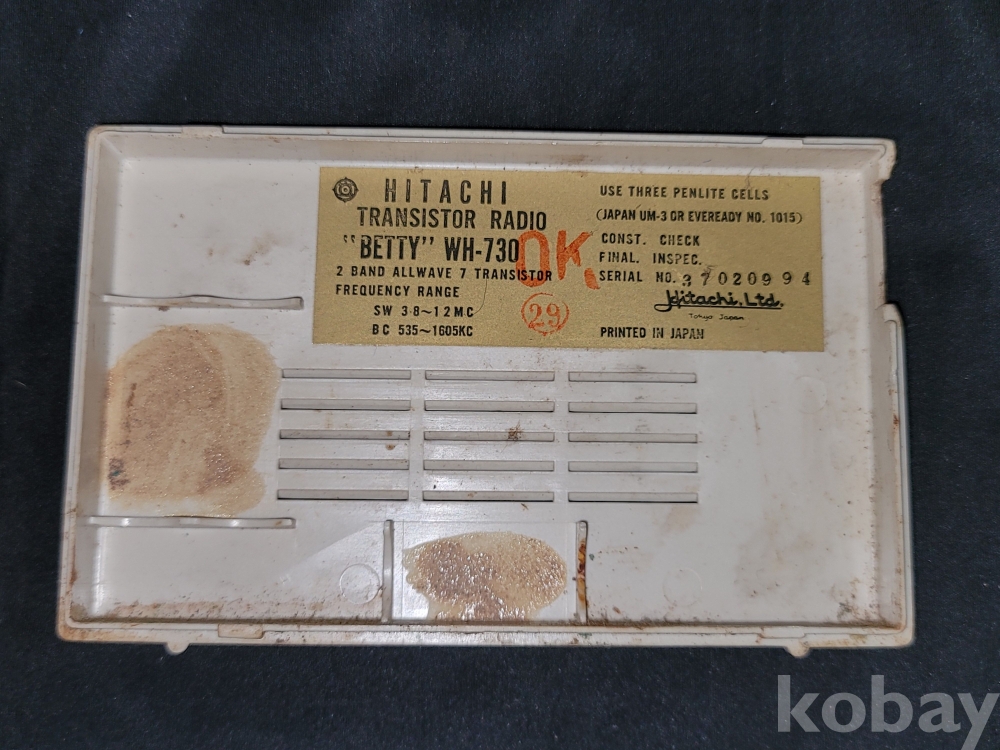 HITACHI
TRANSISTOR RADIO
"BETTY" WH-730
2 BAND ALLWAVE 7 TRANSISTOR
FREQUENCY RANGE
SW 3·8~12MC
BC 535~1605KC
OK
29
USE THREE PENLITE CELLS
(JAPAN UM-3 OR EVEREADY NO. 1015)
CONST. CHECK
FINAL. INSPEC.
SERIAL NO. 37020994
Hitachi, Ltd.
Tokyo Japan
PRINTED IN JAPAN
kobay